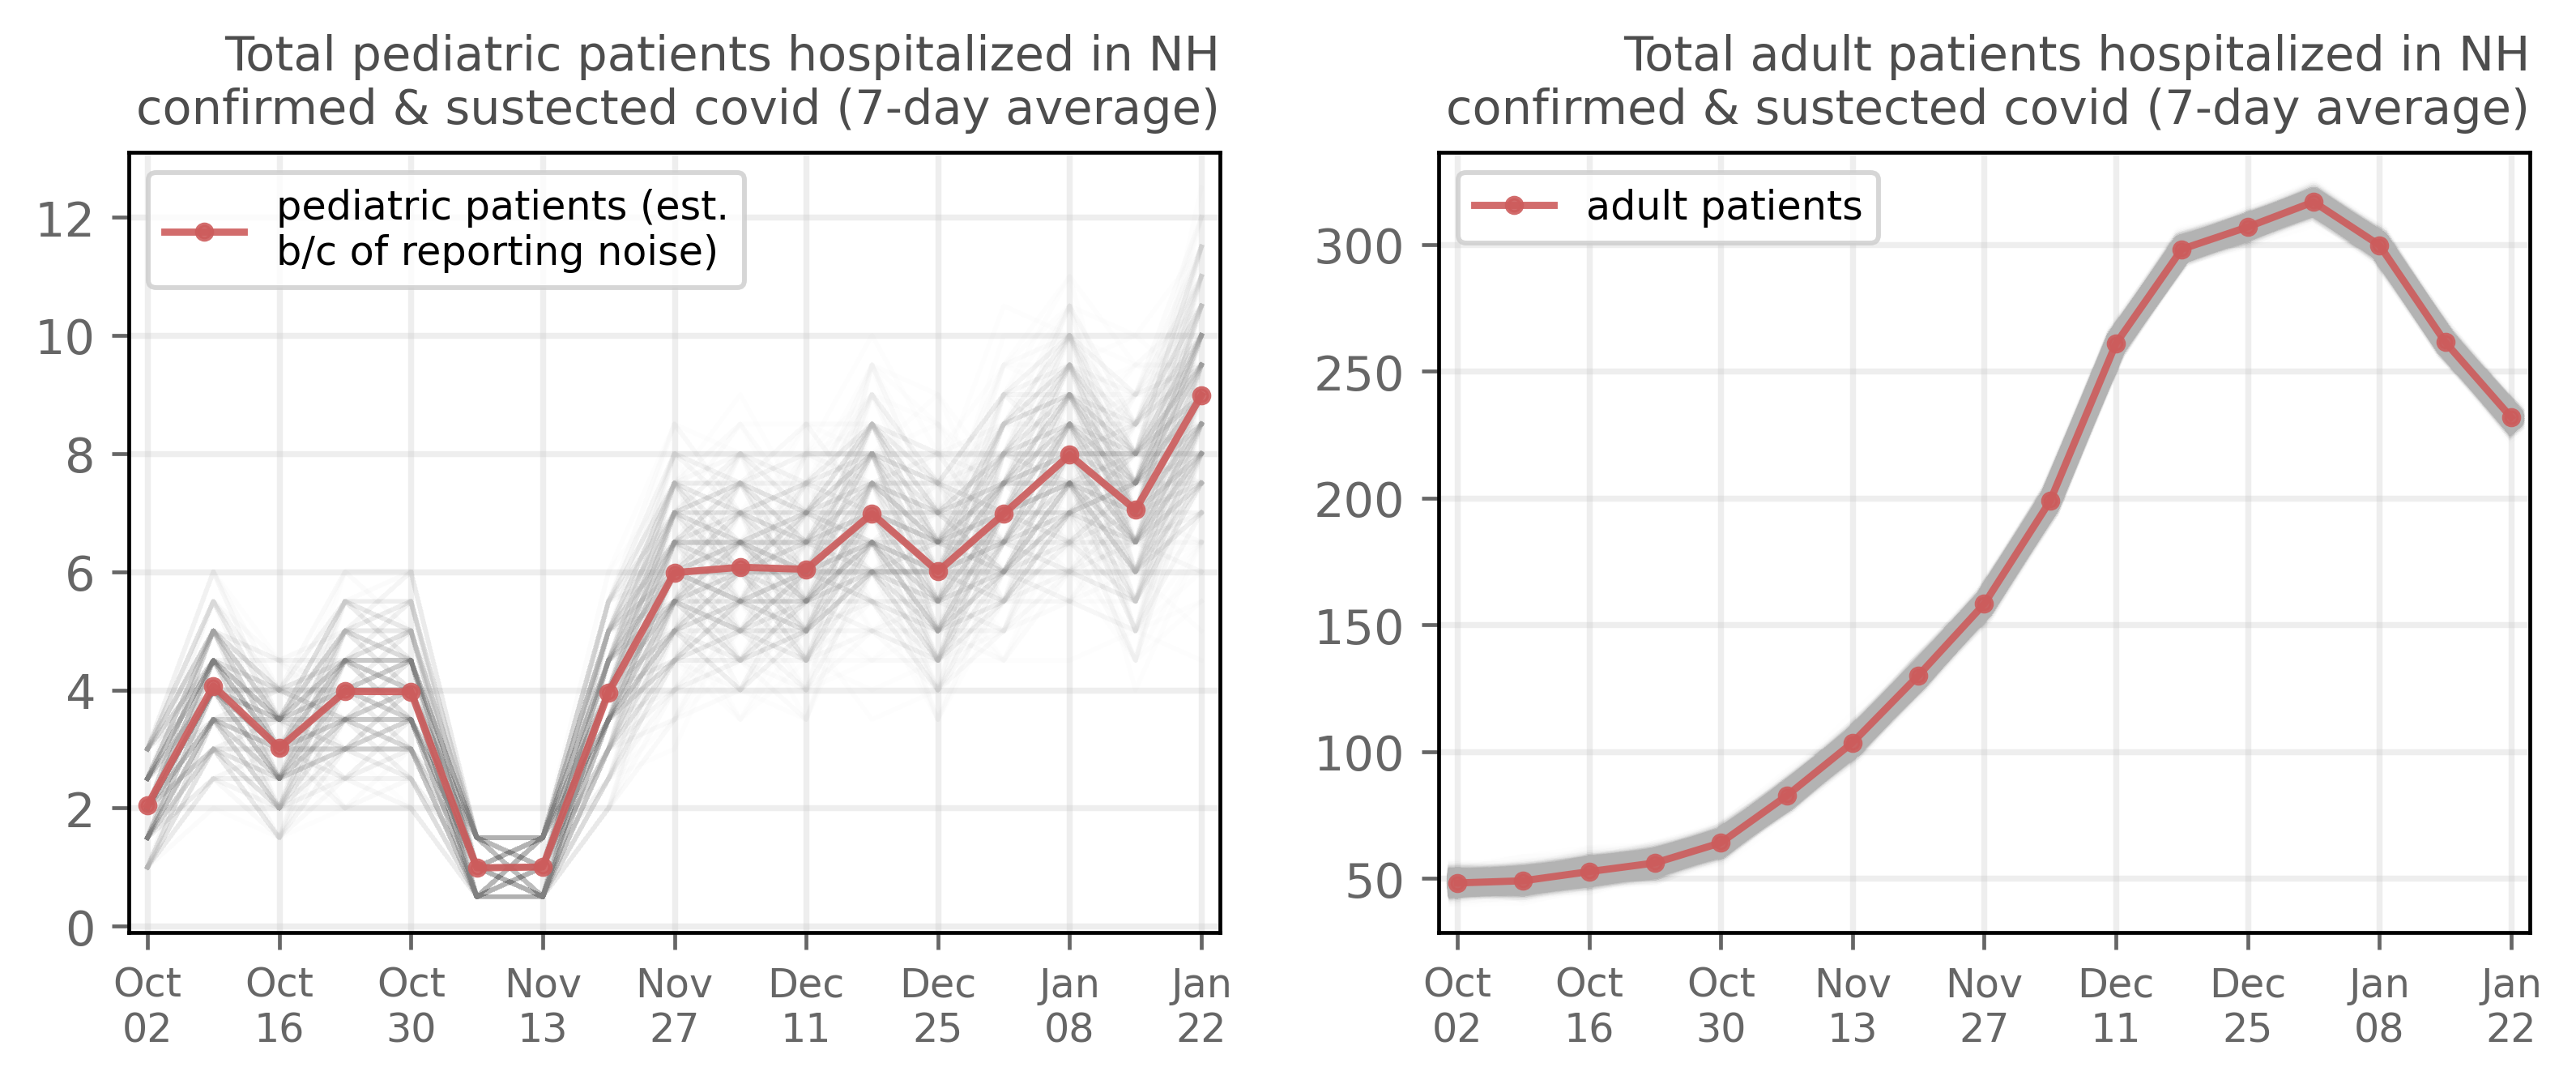 Total pediatric patients hospitalized in NH
confirmed & sustected covid (7-day average)
pediatric patients (est.
b/c of reporting noise)
12
10
8
6
4
2
0
Oct
02
Oct
16
Oct
30
Nov
13
Nov
27
Dec
11
Dec
25
Jan
08
Jan
22
Total adult patients hospitalized in NH
confirmed & sustected covid (7-day average)
adult patients
300
250
200
150
100
50
Oct
02
Oct
16
Oct
30
Nov
13
Nov
27
Dec
11
Dec
25
Jan
08
Jan
22